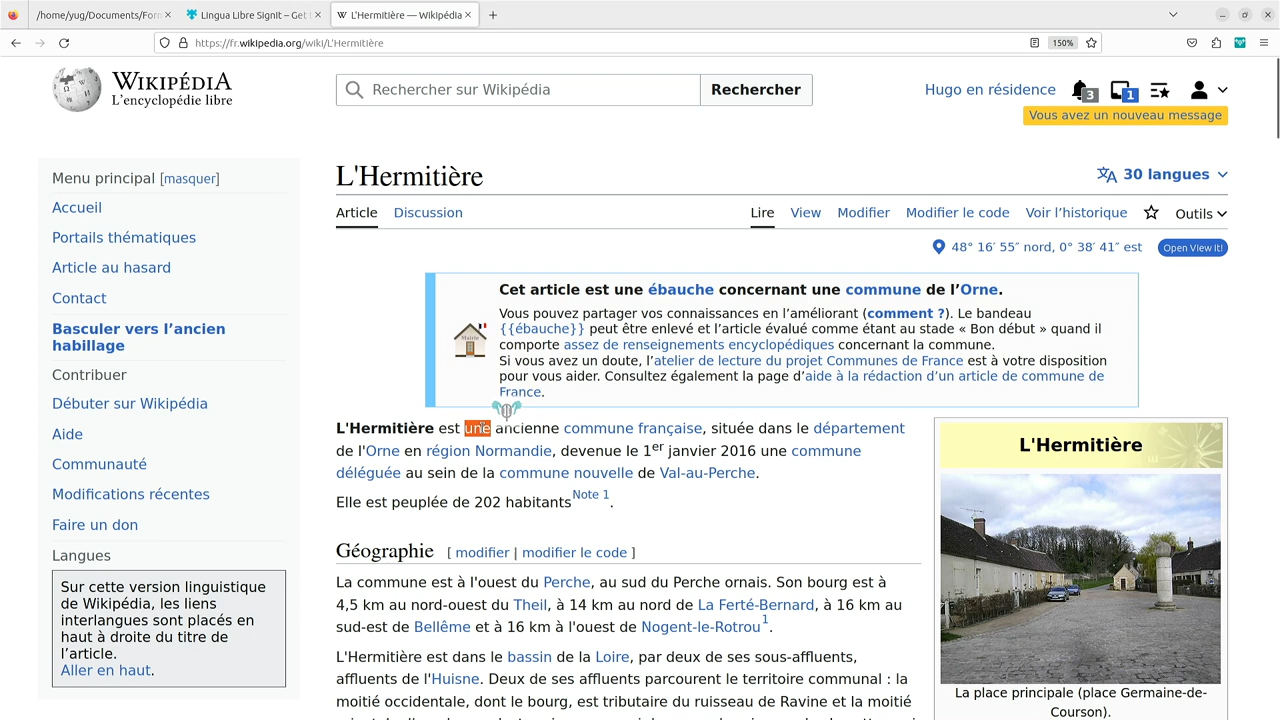 /home/yug/Documents/For
Lingua Libre SignIt – Get
L'Hermitière — Wikipédia
https://fr.wikipedia.org/wiki/L'Hermitière
150%
WIKIPÉDIA
L'encyclopédie libre
Rechercher sur Wikipédia
Rechercher
Hugo en résidence
3
1
Vous avez un nouveau message
Menu principal [masquer]
Accueil
Portails thématiques
Article au hasard
Contact
Basculer vers l'ancien
habillage
Contribuer
Débuter sur Wikipédia
Aide
Communauté
Modifications récentes
Faire un don
Langues
Sur cette version linguistique
de Wikipédia, les liens
interlangues sont placés en
haut à droite du titre de
l'article.
Aller en haut.
L'Hermitière
30 langues
Article Discussion
Lire View Modifier Modifier le code Voir l'historique Outils
48° 16′ 55″ nord, 0° 38′ 41″ est
Open View It!
Mairie
Cet article est une ébauche concernant une commune de l'Orne.
Vous pouvez partager vos connaissances en l'améliorant (comment ?). Le bandeau
{{ébauche}} peut être enlevé et l'article évalué comme étant au stade « Bon début » quand il
comporte assez de renseignements encyclopédiques concernant la commune.
Si vous avez un doute, l'atelier de lecture du projet Communes de France est à votre disposition
pour vous aider. Consultez également la page d'aide à la rédaction d'un article de commune de
France.
L'Hermitière est une ancienne commune française, située dans le département
de l'Orne en région Normandie, devenue le 1er janvier 2016 une commune
déléguée au sein de la commune nouvelle de Val-au-Perche.
Elle est peuplée de 202 habitants Note 1.
Géographie [ modifier | modifier le code ]
La commune est à l'ouest du Perche, au sud du Perche ornais. Son bourg est à
4,5 km au nord-ouest du Theil, à 14 km au nord de La Ferté-Bernard, à 16 km au
sud-est de Bellême et à 16 km à l'ouest de Nogent-le-Rotrou1.
L'Hermitière est dans le bassin de la Loire, par deux de ses sous-affluents,
affluents de l'Huisne. Deux de ses affluents parcourent le territoire communal : la
moitié occidentale, dont le bourg, est tributaire du ruisseau de Ravine et la moitié
L'Hermitière
La place principale (place Germaine-de-
Courson).